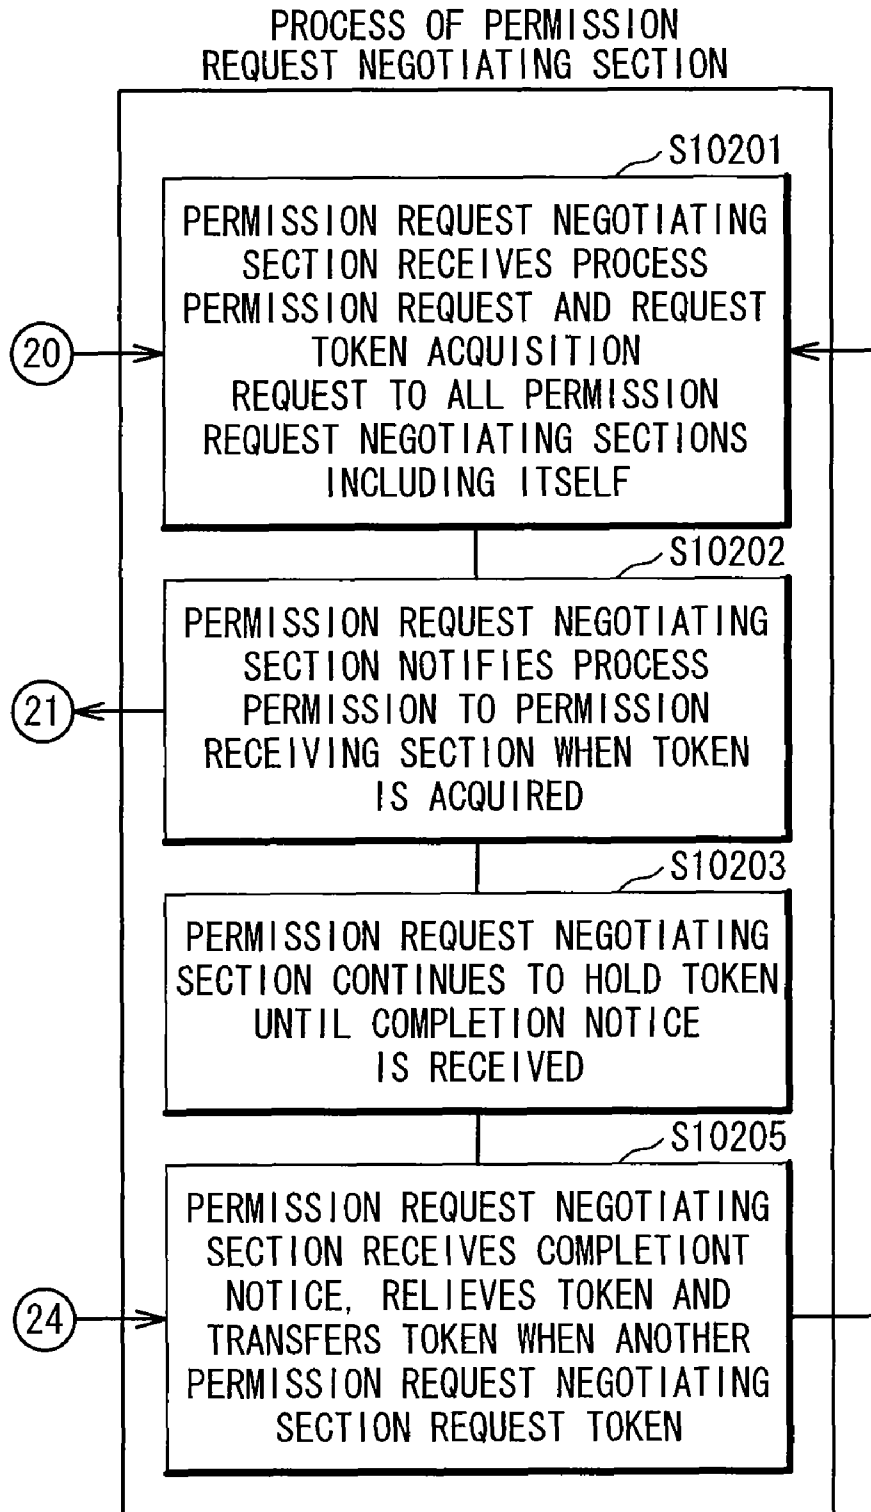 PROCESS OF PERMISSION
REQUEST NEGOTIATING SECTION
S10201
PERMISSION REQUEST NEGOTIATING
SECTION RECEIVES PROCESS
PERMISSION REQUEST AND REQUEST
TOKEN ACQUISITION
REQUEST TO ALL PERMISSION
REQUEST NEGOTIATING SECTIONS
INCLUDING ITSELF
20
S10202
PERMISSION REQUEST NEGOTIATING
SECTION NOTIFIES PROCESS
PERMISSION TO PERMISSION
RECEIVING SECTION WHEN TOKEN
IS ACQUIRED
21
S10203
PERMISSION REQUEST NEGOTIATING
SECTION CONTINUES TO HOLD TOKEN
UNTIL COMPLETION NOTICE
IS RECEIVED
S10205
PERMISSION REQUEST NEGOTIATING
SECTION RECEIVES COMPLETIONT
NOTICE, RELIEVES TOKEN AND
TRANSFERS TOKEN WHEN ANOTHER
PERMISSION REQUEST NEGOTIATING
SECTION REQUEST TOKEN
24